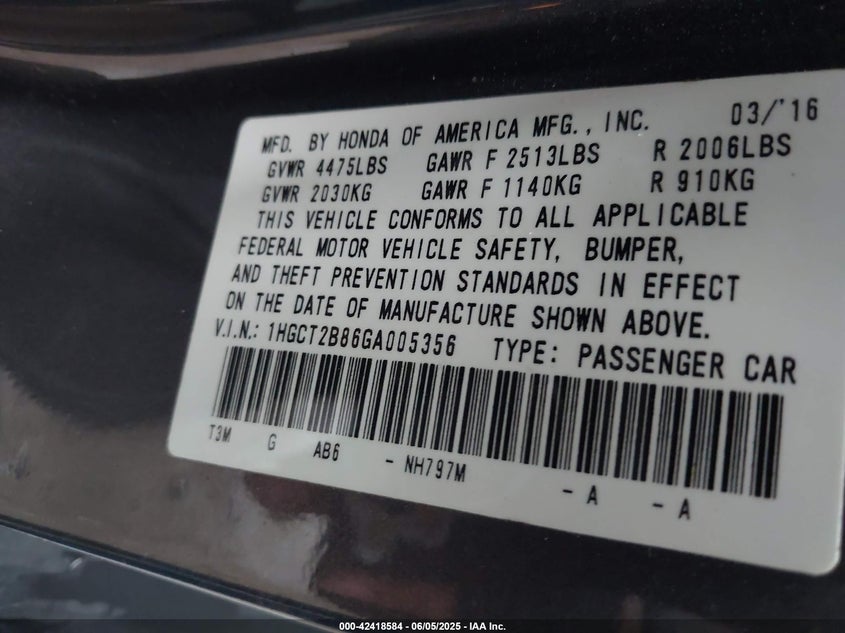 MFD. BY HONDA OF AMERICA MFG., INC. 03/'16
GVWR 4475LBS GAWR F 2513LBS R 2006LBS
GVWR 2030KG GAWR F 1140KG R 910KG
THIS VEHICLE CONFORMS TO ALL APPLICABLE
FEDERAL MOTOR VEHICLE SAFETY, BUMPER,
AND THEFT PREVENTION STANDARDS IN EFFECT
ON THE DATE OF MANUFACTURE SHOWN ABOVE.
V.I.N.: 1HGCT2B86GA005356 TYPE: PASSENGER CAR
T3M G AB6 - NH797M - A - A
000-42418584 - 06/05/2025 - IAA Inc.